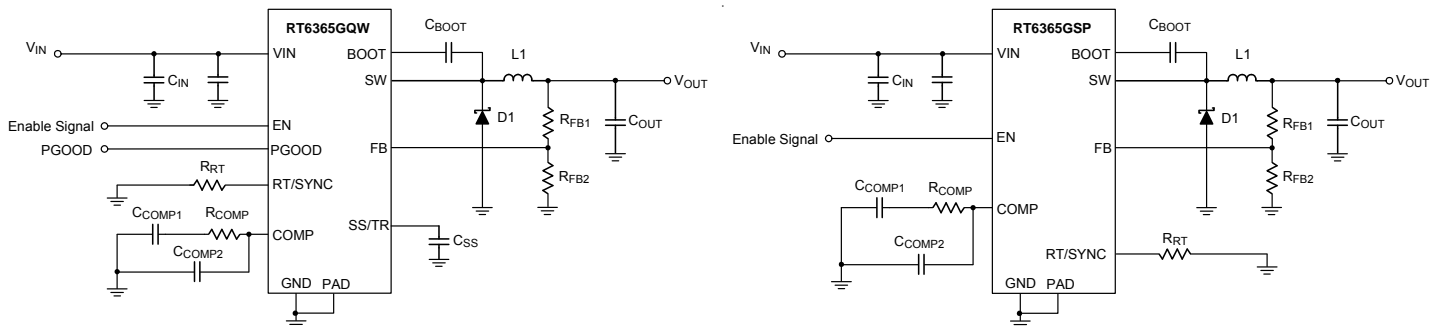 RT6365GQW
VIN
VIN
CIN
BOOT
CBOOT
L1
SW
VOUT
D1
RFB1
COUT
Enable Signal
EN
PGOOD
PGOOD
FB
RFB2
RRT
RT/SYNC
CCOMP1
RCOMP
COMP
CCOMP2
SS/TR
CSS
GND
PAD
RT6365GSP
VIN
VIN
CIN
BOOT
CBOOT
L1
SW
VOUT
D1
RFB1
COUT
Enable Signal
EN
FB
RFB2
CCOMP1
RCOMP
COMP
CCOMP2
RT/SYNC
RRT
GND
PAD